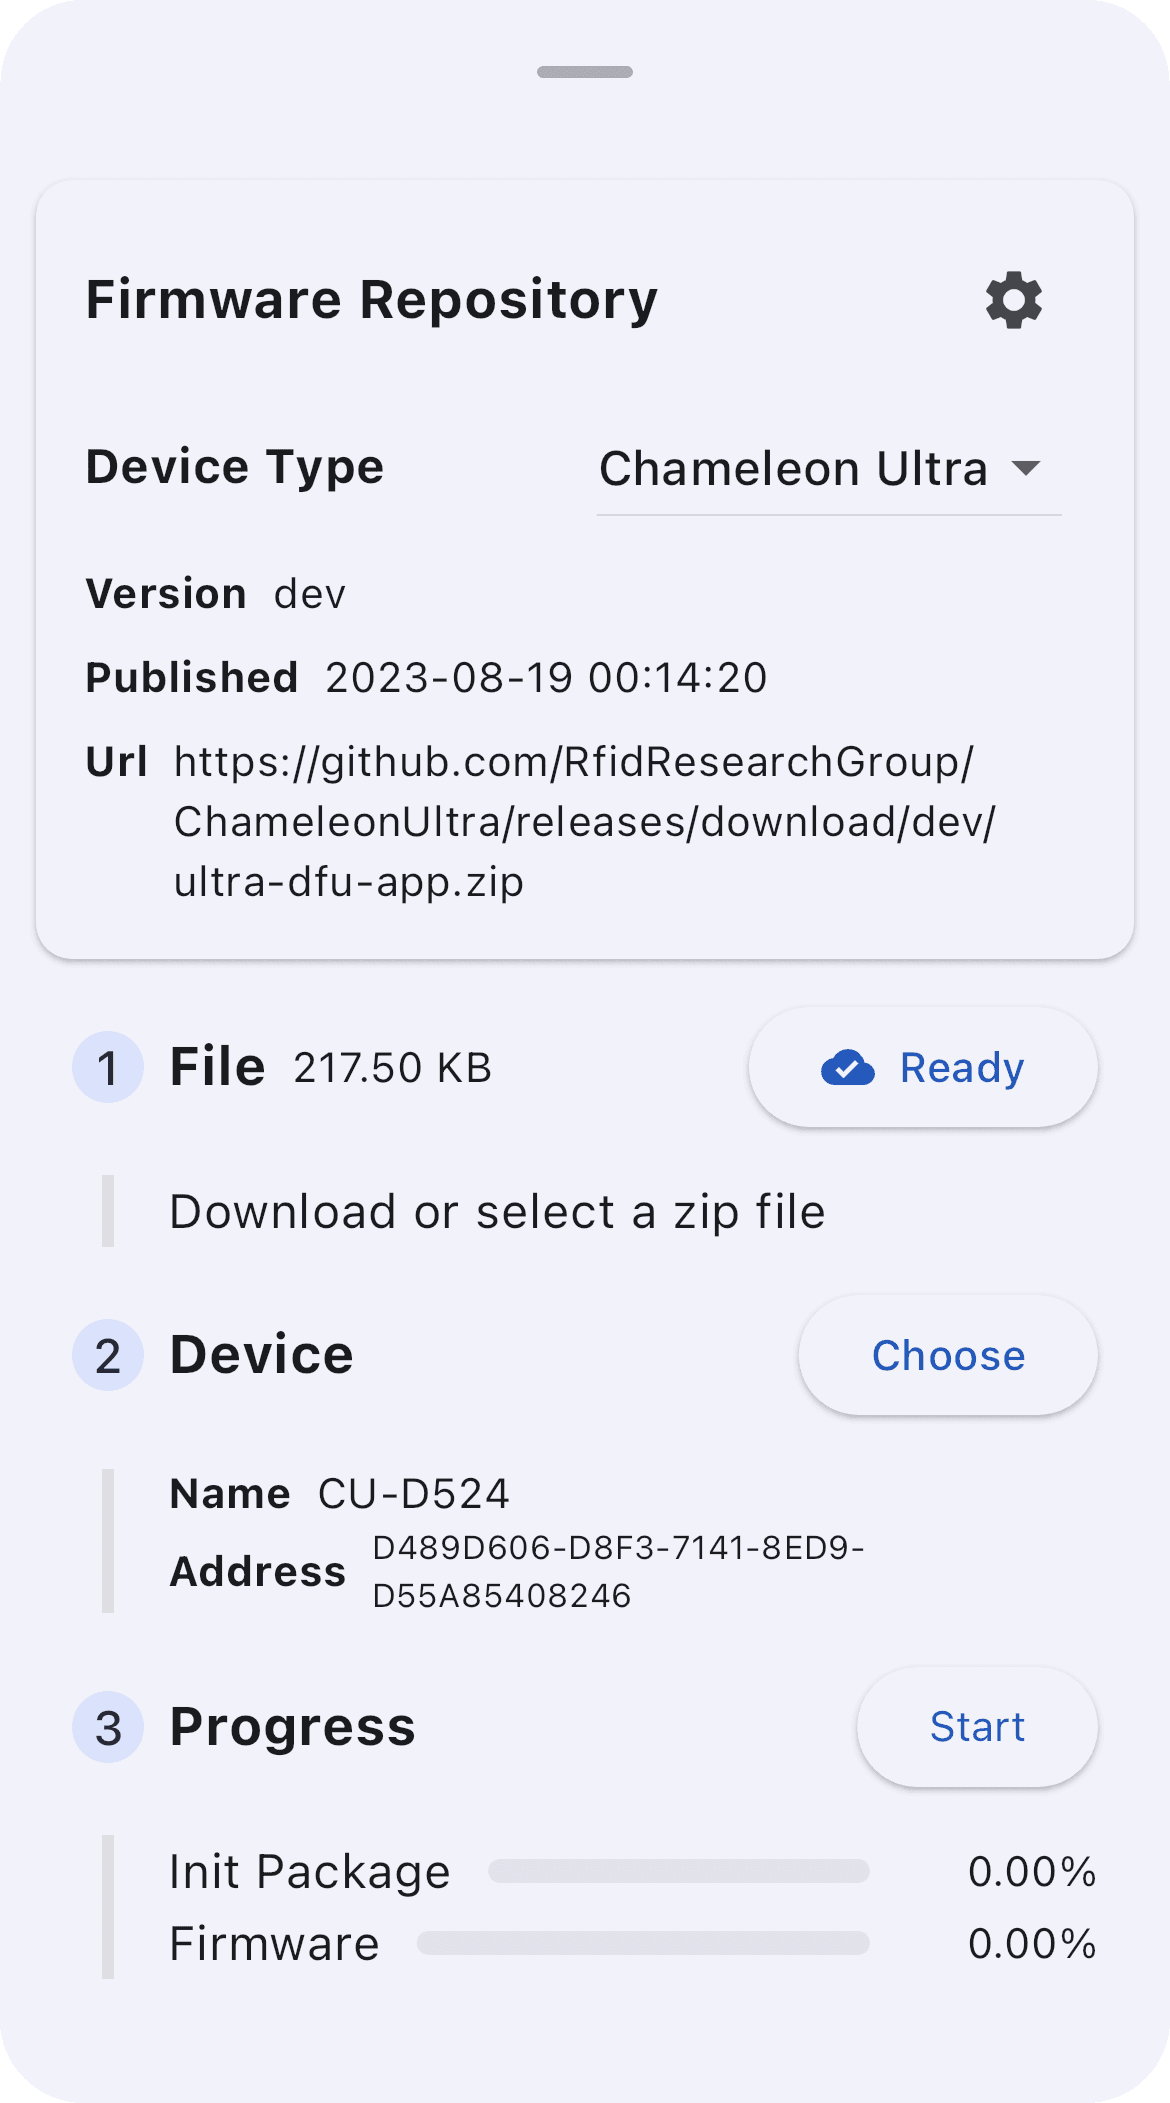 Firmware Repository
Device Type Chameleon Ultra
Version dev
Published 2023-08-19 00:14:20
Url https://github.com/RfidResearchGroup/
ChameleonUltra/releases/download/dev/
ultra-dfu-app.zip
1 File 217.50 KB Ready
Download or select a zip file
2 Device Choose
Name CU-D524
Address D489D606-D8F3-7141-8ED9-
D55A85408246
3 Progress Start
Init Package 0.00%
Firmware 0.00%